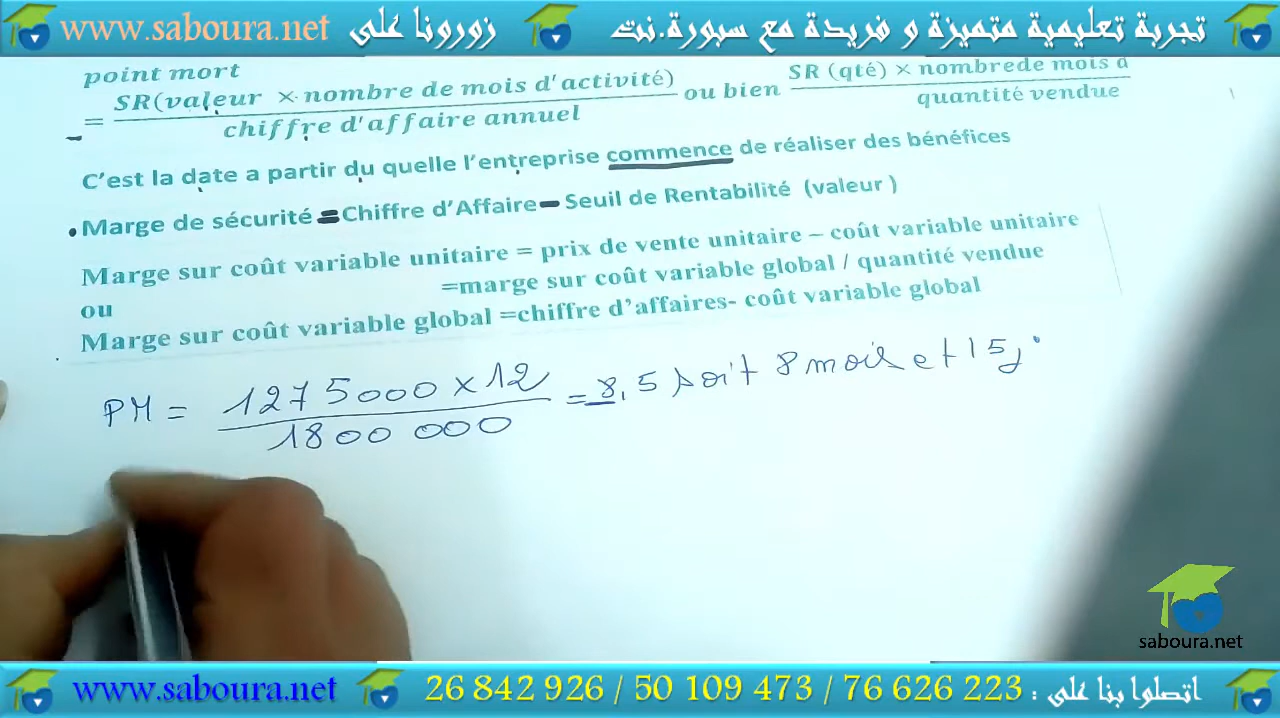 www.saboura.net زورونا على تجربة تعليمية متميزة و فريدة مع سبورة.نت
point mort
= SR(valeur × nombre de mois d'activité) / chiffre d'affaire annuel ou bien SR (qté) × nombrede mois d / quantité vendue
C'est la date a partir du quelle l'entreprise commence de réaliser des bénéfices
. Marge de sécurité = Chiffre d'Affaire – Seuil de Rentabilité (valeur )
Marge sur coût variable unitaire = prix de vente unitaire – coût variable unitaire
=marge sur coût variable global / quantité vendue
ou
Marge sur coût variable global =chiffre d'affaires- coût variable global
PM = 1275000 × 12 / 1800 000 = 8,5 soit 8 mois et 15j.
saboura.net
www.saboura.net 26 842 926 / 50 109 473 / 76 626 223 : اتصلوا بنا على